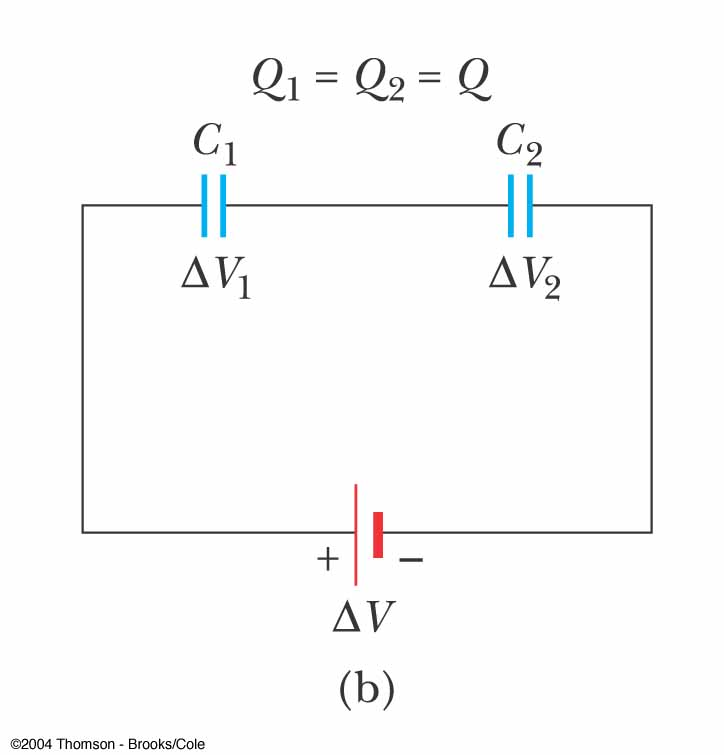 Q₁ = Q₂ = Q
C₁ C₂
ΔV₁ ΔV₂
+ −
ΔV
(b)
©2004 Thomson - Brooks/Cole